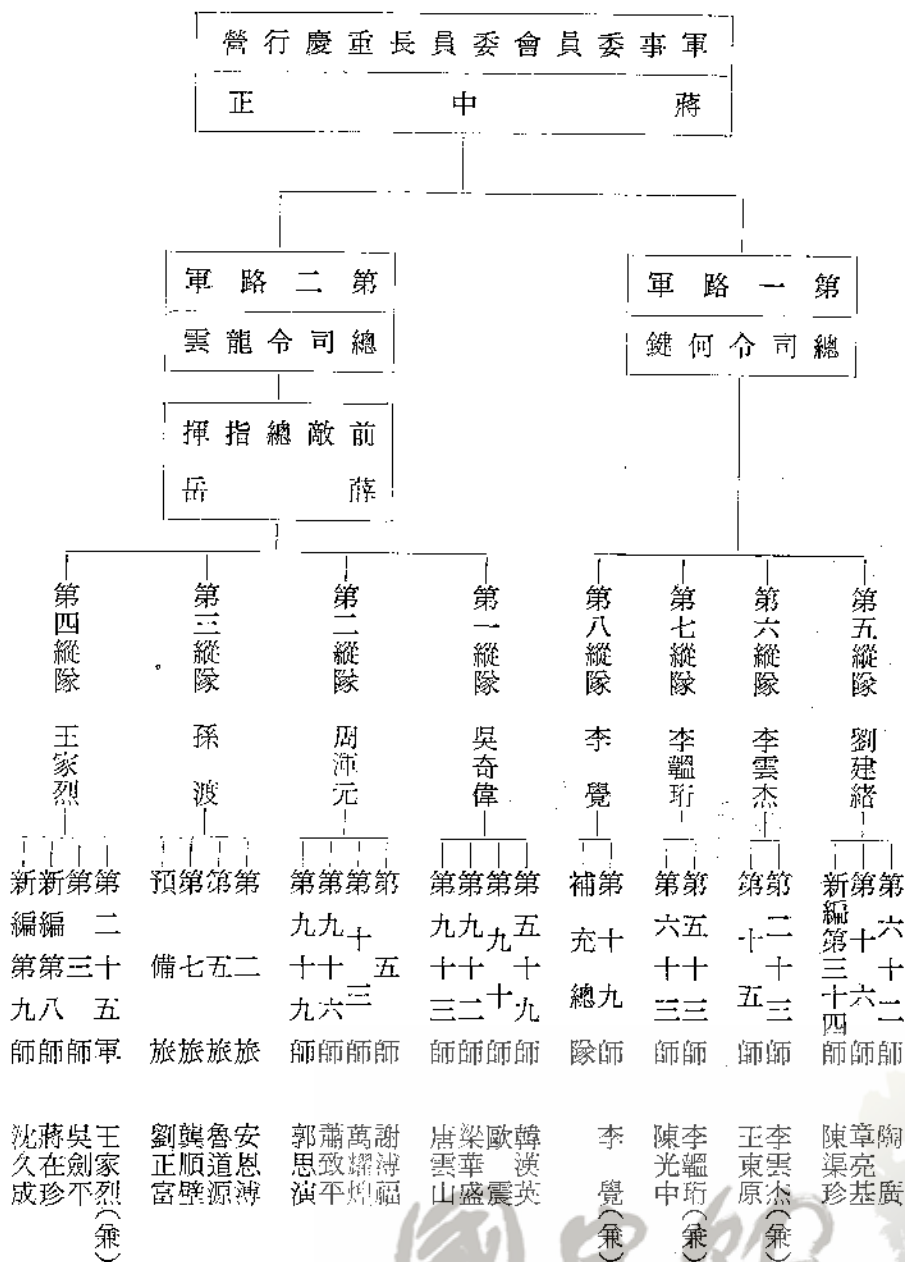 軍事委員會委員長重慶行營
蔣中正
第一路軍
總司令何鍵
第二路軍
總司令龍雲
前敵總指揮
薛岳
第五縱隊 劉建緒
第六十二師 陶廣
第十六師 章亮基
新編第三十四師 陳渠珍
第六縱隊 李雲杰
第二十三師 李雲杰(兼)
第十五師 王東原
第七縱隊 李韞珩
第五十三師 李韞珩(兼)
第六十三師 陳光中
第八縱隊 李覺
第十九師 李覺(兼)
補充總隊
第一縱隊 吳奇偉
第五十九師 韓漢英
第九十師 歐震
第九十二師 梁華盛
第九十三師 唐雲山
第二縱隊 周渾元
第五師 謝溥福
第十三師 萬耀煌
第九十六師 蕭致平
第九十九師 郭思演
第三縱隊 孫渡
第二旅 安恩溥
第五旅 魯道源
第七旅 龔順壁
預備旅 劉正富
第四縱隊 王家烈
第二十五軍 王家烈(兼)
第三師 吳劍平
新編第八師 蔣在珍
新編第九師 沈久成